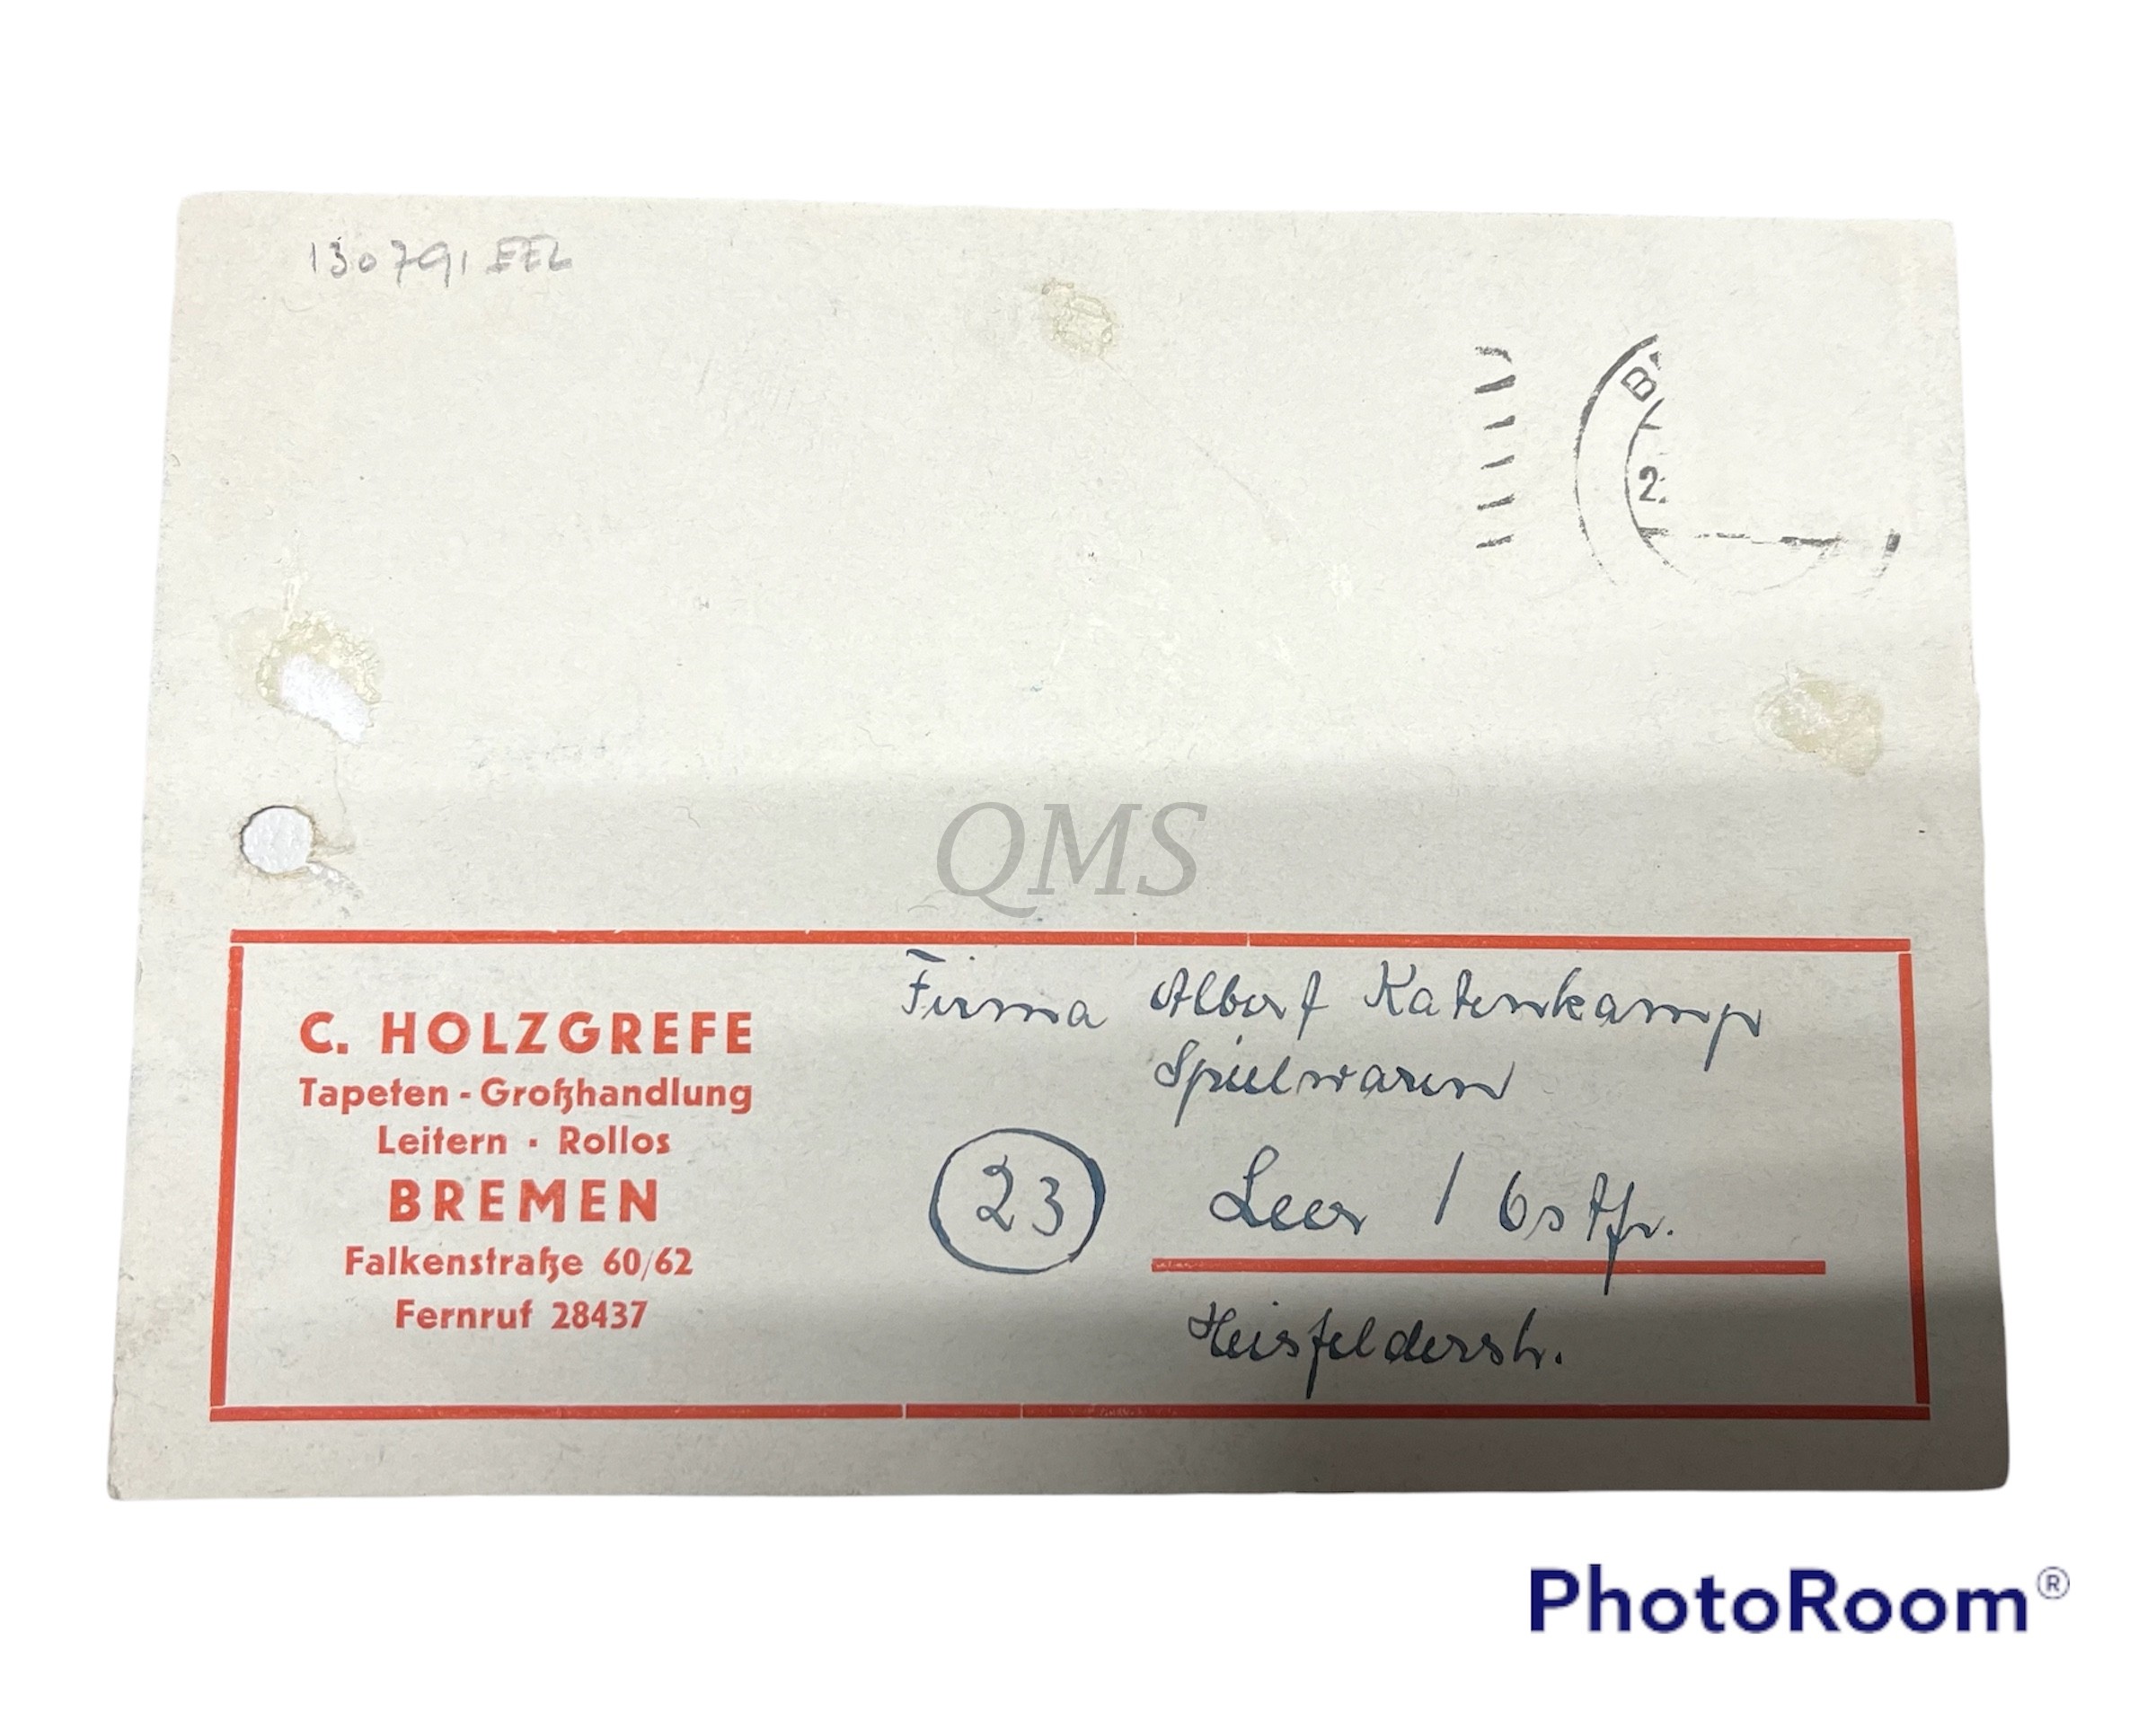 130791 EEL
B
2
QMS
C. HOLZGREFE
Tapeten - Großhandlung
Leitern · Rollos
BREMEN
Falkenstraße 60/62
Fernruf 28437
Firma Albert Katenkamp
Spielwaren
23 Leer / Ostfr.
Heisfelderstr.
PhotoRoom®